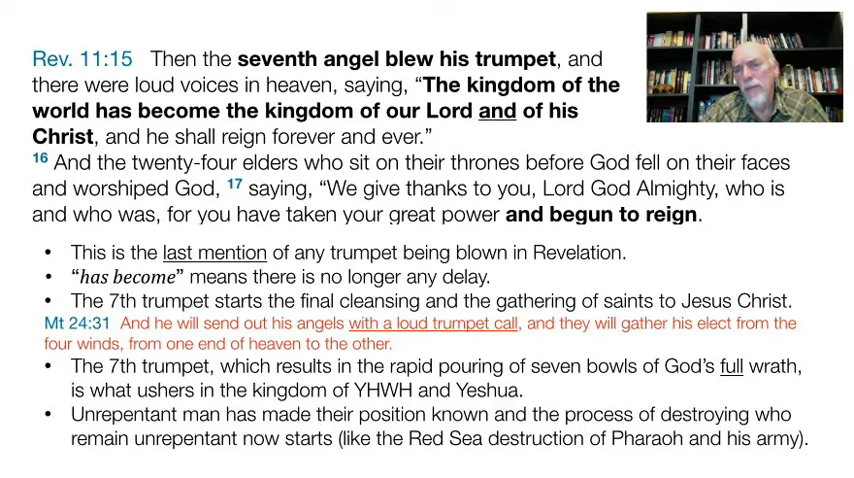 Rev. 11:15 Then the seventh angel blew his trumpet, and
there were loud voices in heaven, saying, “The kingdom of the
world has become the kingdom of our Lord and of his
Christ, and he shall reign forever and ever.”
16 And the twenty-four elders who sit on their thrones before God fell on their faces
and worshiped God, 17 saying, “We give thanks to you, Lord God Almighty, who is
and who was, for you have taken your great power and begun to reign.
• This is the last mention of any trumpet being blown in Revelation.
• “has become” means there is no longer any delay.
• The 7th trumpet starts the final cleansing and the gathering of saints to Jesus Christ.
Mt 24:31 And he will send out his angels with a loud trumpet call, and they will gather his elect from the
four winds, from one end of heaven to the other.
• The 7th trumpet, which results in the rapid pouring of seven bowls of God’s full wrath,
is what ushers in the kingdom of YHWH and Yeshua.
• Unrepentant man has made their position known and the process of destroying who
remain unrepentant now starts (like the Red Sea destruction of Pharaoh and his army).